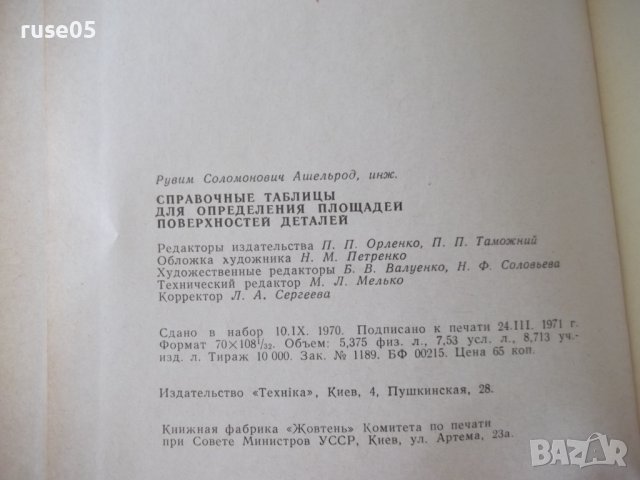 ruse05
Рувим Соломонович Ашельрод, инж.
СПРАВОЧНЫЕ ТАБЛИЦЫ
ДЛЯ ОПРЕДЕЛЕНИЯ ПЛОЩАДЕЙ
ПОВЕРХНОСТЕЙ ДЕТАЛЕЙ
Редакторы издательства П. П. Орленко, П. П. Таможний
Обложка художника Н. М. Петренко
Художественные редакторы Б. В. Валуенко, Н. Ф. Соловьева
Технический редактор М. Л. Мелько
Корректор Л. А. Сергеева
Сдано в набор 10.IX. 1970. Подписано к печати 24.III. 1971 г.
Формат 70×108¹/₃₂. Объем: 5,375 физ. л., 7,53 усл. л., 8,713 уч.-
изд. л. Тираж 10 000. Зак. № 1189. БФ 00215. Цена 65 коп.
Издательство «Технiка», Киев, 4, Пушкинская, 28.
Книжная фабрика «Жовтень» Комитета по печати
при Совете Министров УССР, Киев, ул. Артема, 23а.
BAZAR